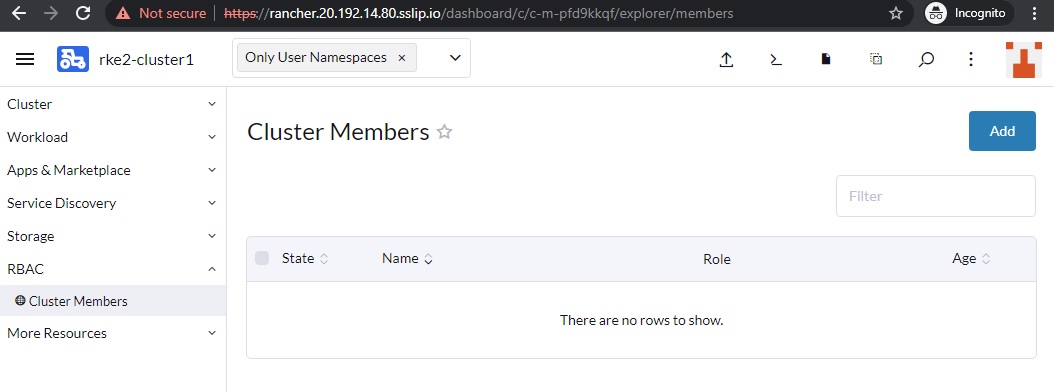 Not secure | https://rancher.20.192.14.80.sslip.io/dashboard/c/c-m-pfd9kkqf/explorer/members Incognito
rke2-cluster1 Only User Namespaces ×
Cluster
Workload
Apps & Marketplace
Service Discovery
Storage
RBAC
Cluster Members
More Resources
Cluster Members Add
Filter
State Name Role Age
There are no rows to show.